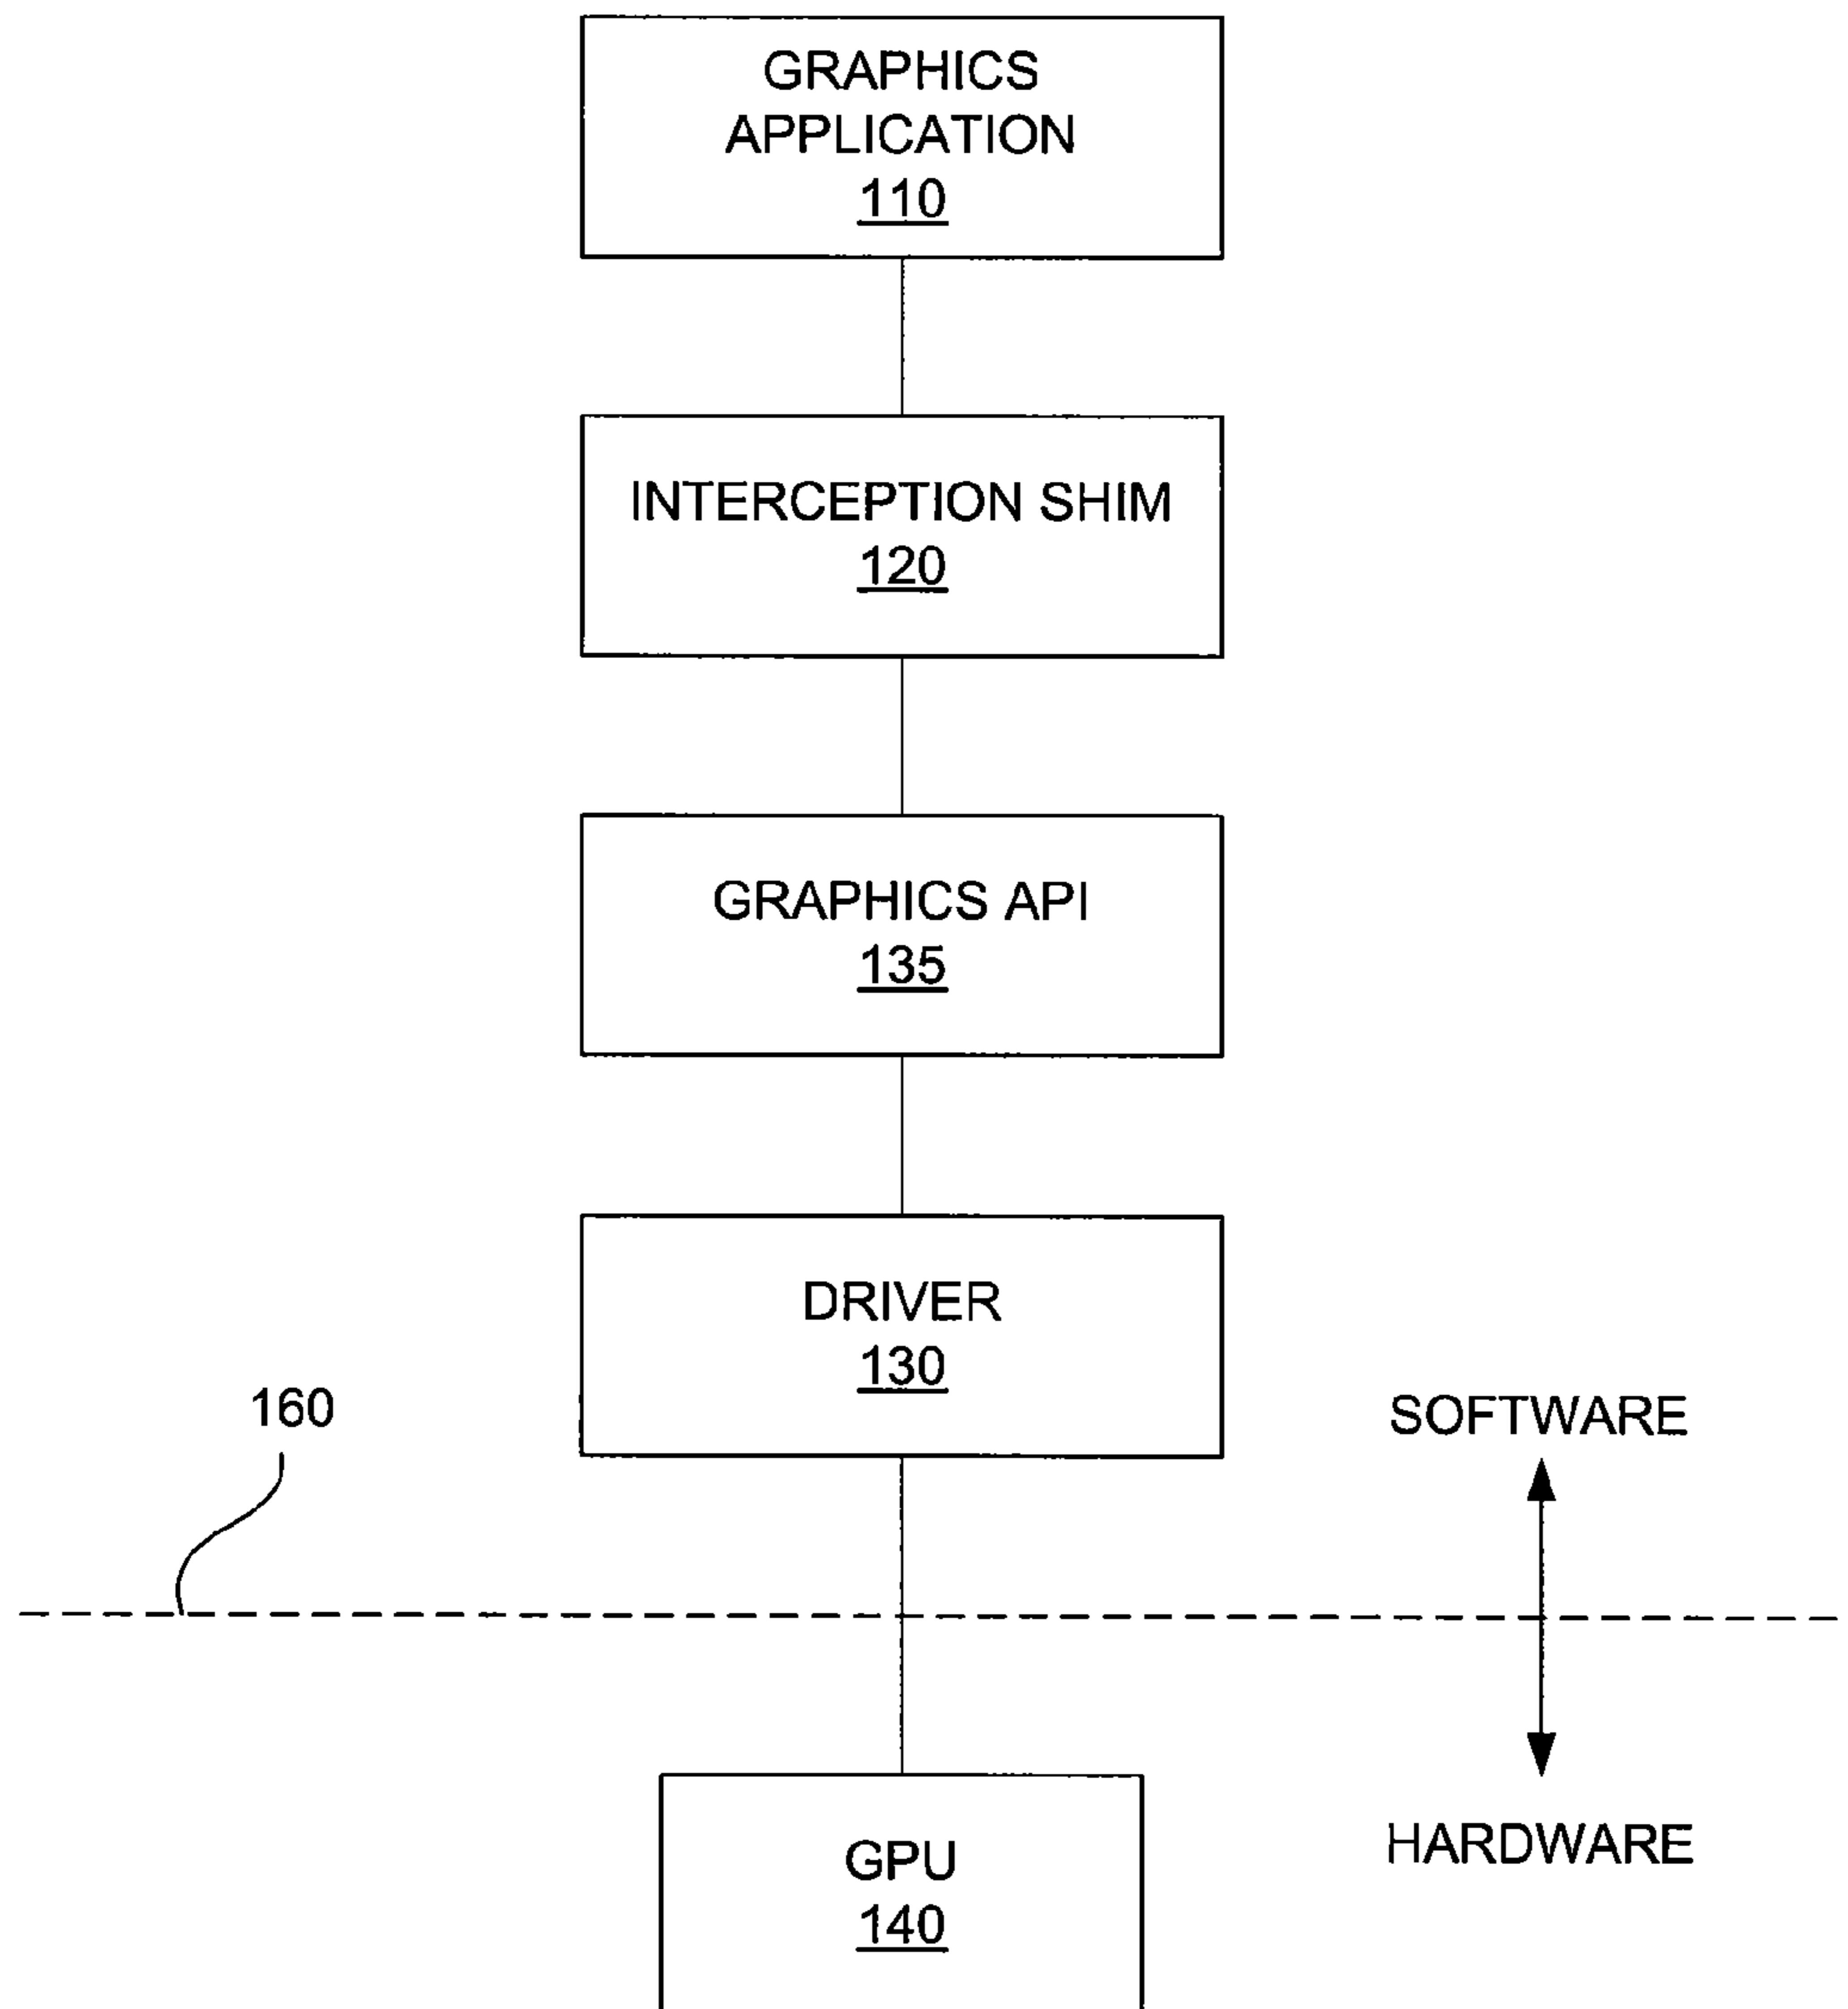 GRAPHICS
APPLICATION
110
INTERCEPTION SHIM
120
GRAPHICS API
135
DRIVER
130
160
SOFTWARE
HARDWARE
GPU
140